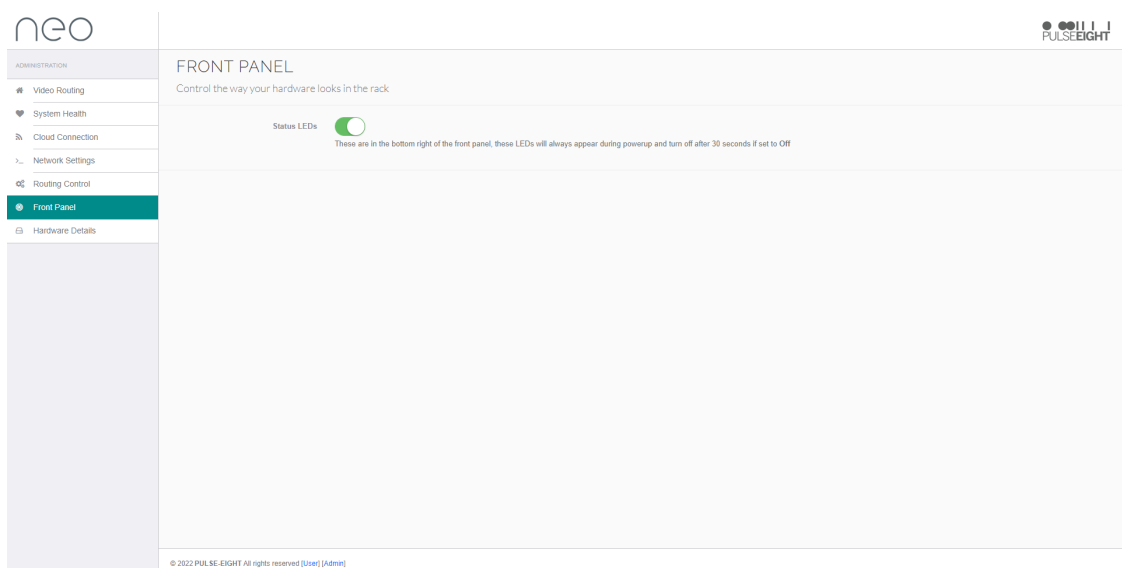 neo
PULSEEIGHT
ADMINISTRATION
Video Routing
System Health
Cloud Connection
Network Settings
Routing Control
Front Panel
Hardware Details
FRONT PANEL
Control the way your hardware looks in the rack
Status LEDs
These are in the bottom right of the front panel, these LEDs will always appear during powerup and turn off after 30 seconds if set to Off
© 2022 PULSE-EIGHT All rights reserved [User] [Admin]